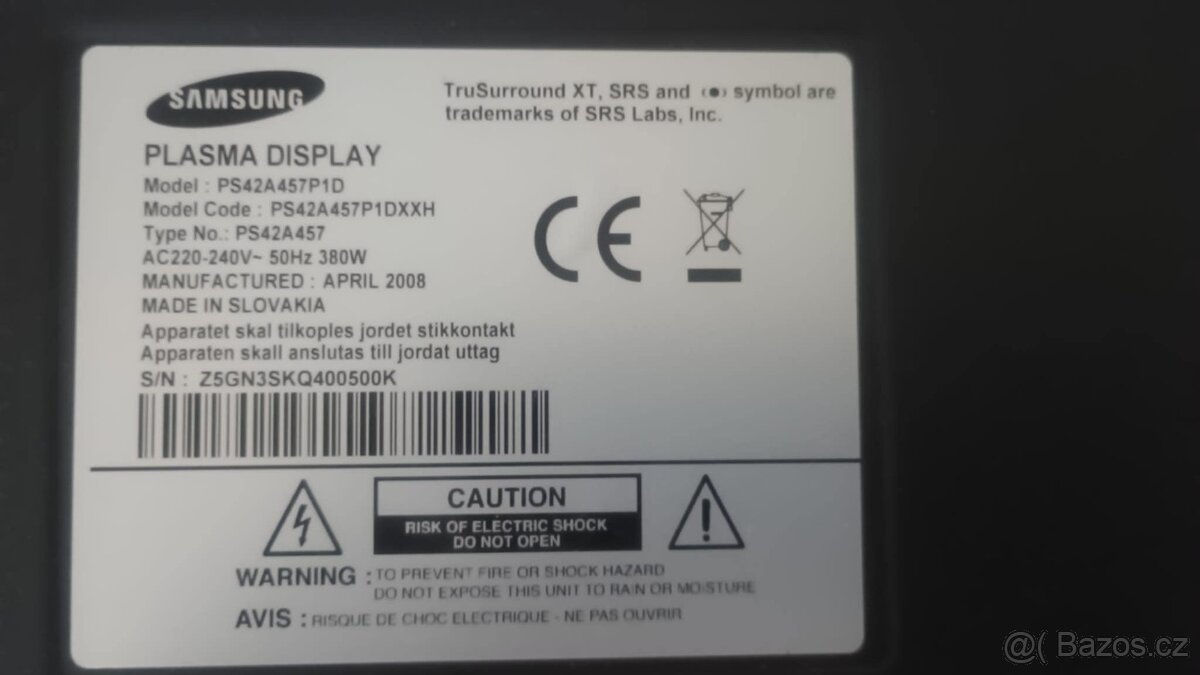 SAMSUNG
TruSurround XT, SRS and (●) symbol are
trademarks of SRS Labs, Inc.
PLASMA DISPLAY
Model : PS42A457P1D
Model Code : PS42A457P1DXXH
Type No.: PS42A457
AC220-240V~ 50Hz 380W
MANUFACTURED : APRIL 2008
MADE IN SLOVAKIA
Apparatet skal tilkoples jordet stikkontakt
Apparaten skall anslutas till jordat uttag
S/N : Z5GN3SKQ400500K
CE
CAUTION
RISK OF ELECTRIC SHOCK
DO NOT OPEN
WARNING : TO PREVENT FIRE OR SHOCK HAZARD
DO NOT EXPOSE THIS UNIT TO RAIN OR MOISTURE
AVIS : RISQUE DE CHOC ELECTRIQUE - NE PAS OUVRIR
@( Bazos.cz